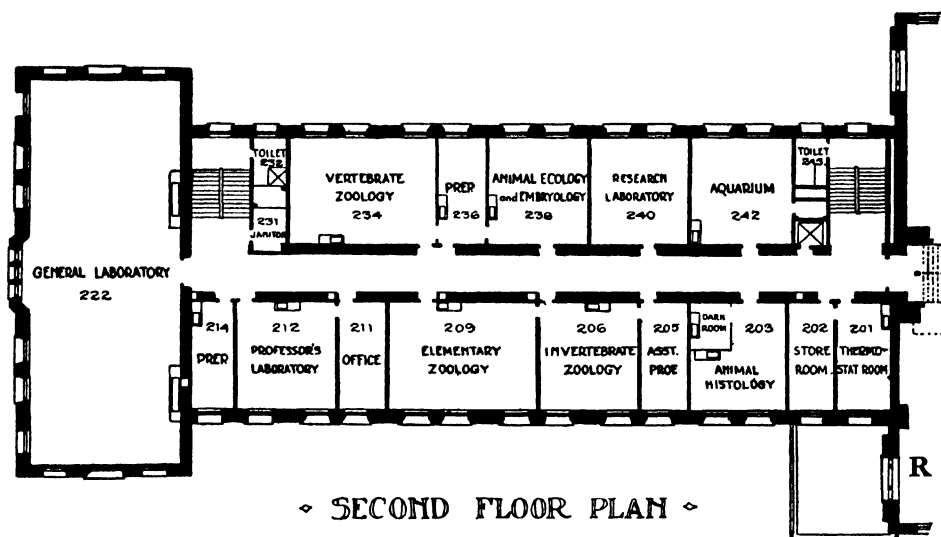 TOILET
232
231
JANITOR
VERTEBRATE
ZOOLOGY
234
PREP
236
ANIMAL ECOLOGY
and EMBRYOLOGY
238
RESEARCH
LABORATORY
240
AQUARIUM
242
TOILET
243
GENERAL LABORATORY
222
214
PREP
212
PROFESSOR'S
LABORATORY
211
OFFICE
209
ELEMENTARY
ZOOLOGY
206
INVERTEBRATE
ZOOLOGY
205
ASST.
PROF
DARK
ROOM
203
ANIMAL
HISTOLOGY
202
STORE
ROOM
201
THERMO-
STAT ROOM
R
SECOND FLOOR PLAN